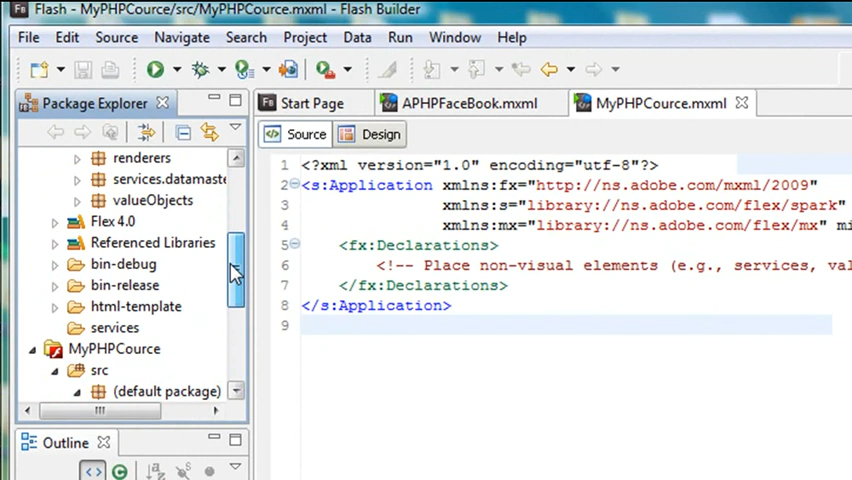 Fb Flash - MyPHPCource/src/MyPHPCource.mxml - Flash Builder
File Edit Source Navigate Search Project Data Run Window Help
Package Explorer
Fb Start Page
APHPFaceBook.mxml
MyPHPCource.mxml
Source
Design
renderers
services.datamaste
valueObjects
Flex 4.0
Referenced Libraries
bin-debug
bin-release
html-template
services
MyPHPCource
src
(default package)
Outline
1 <?xml version="1.0" encoding="utf-8"?>
2 <s:Application xmlns:fx="http://ns.adobe.com/mxml/2009"
3 xmlns:s="library://ns.adobe.com/flex/spark"
4 xmlns:mx="library://ns.adobe.com/flex/mx" mi
5 <fx:Declarations>
6 <!-- Place non-visual elements (e.g., services, val
7 </fx:Declarations>
8 </s:Application>
9